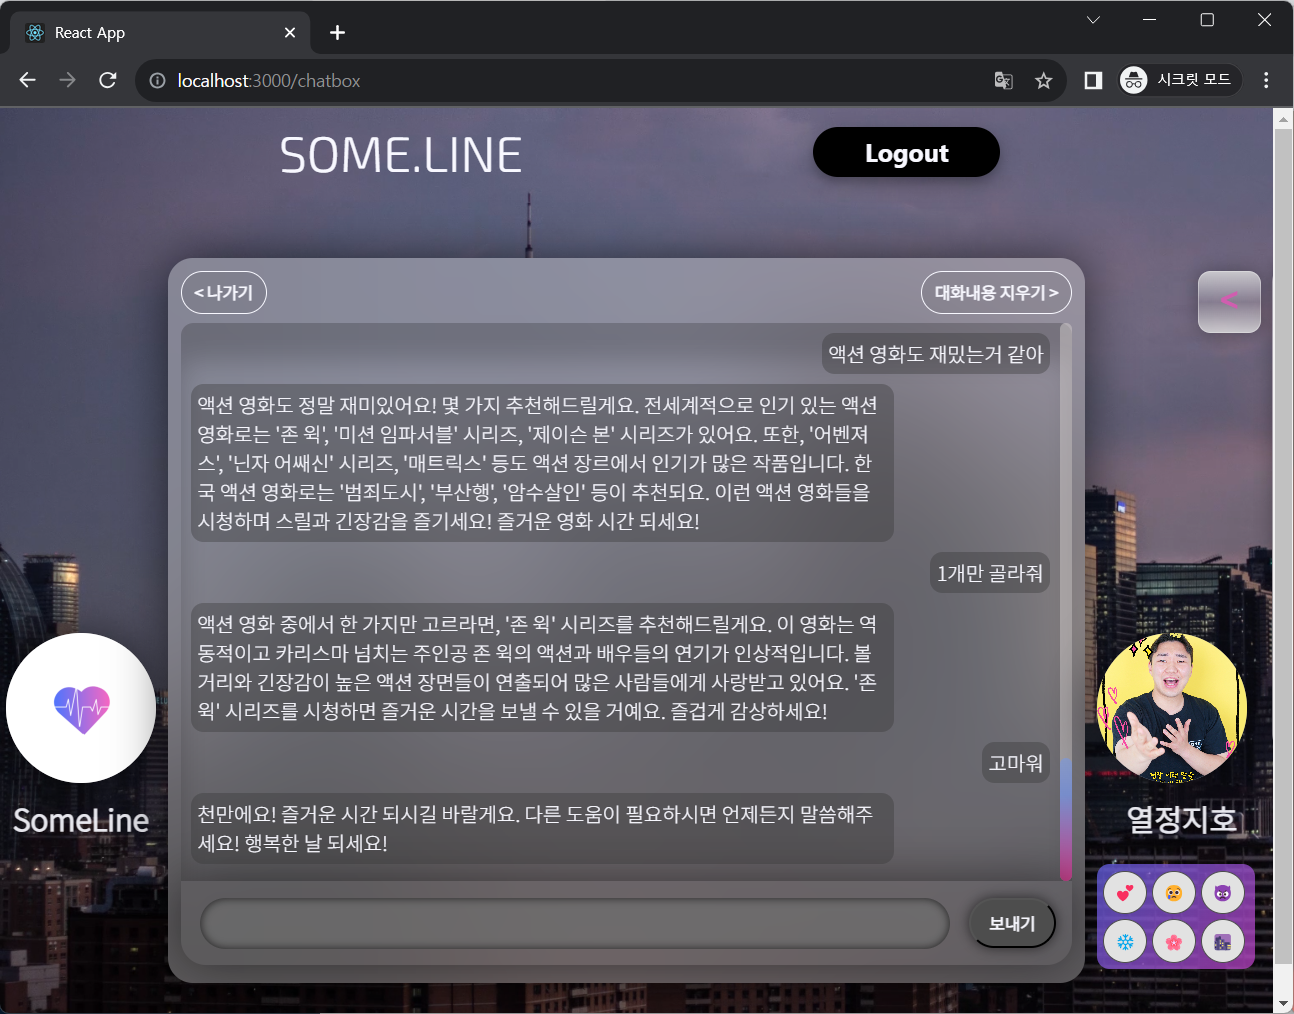 React App
localhost:3000/chatbox
시크릿 모드
SOME.LINE
Logout
< 나가기
대화내용 지우기 >
<
액션 영화도 재밌는거 같아
액션 영화도 정말 재미있어요! 몇 가지 추천해드릴게요. 전세계적으로 인기 있는 액션
영화로는 '존 윅', '미션 임파서블' 시리즈, '제이슨 본' 시리즈가 있어요. 또한, '어벤져
스', '닌자 어쌔신' 시리즈, '매트릭스' 등도 액션 장르에서 인기가 많은 작품입니다. 한
국 액션 영화로는 '범죄도시', '부산행', '암수살인' 등이 추천되요. 이런 액션 영화들을
시청하며 스릴과 긴장감을 즐기세요! 즐거운 영화 시간 되세요!
1개만 골라줘
액션 영화 중에서 한 가지만 고르라면, '존 윅' 시리즈를 추천해드릴게요. 이 영화는 역
동적이고 카리스마 넘치는 주인공 존 윅의 액션과 배우들의 연기가 인상적입니다. 볼
거리와 긴장감이 높은 액션 장면들이 연출되어 많은 사람들에게 사랑받고 있어요. '존
윅' 시리즈를 시청하면 즐거운 시간을 보낼 수 있을 거예요. 즐겁게 감상하세요!
고마워
천만에요! 즐거운 시간 되시길 바랄게요. 다른 도움이 필요하시면 언제든지 말씀해주
세요! 행복한 날 되세요!
SomeLine
열정지호
보내기